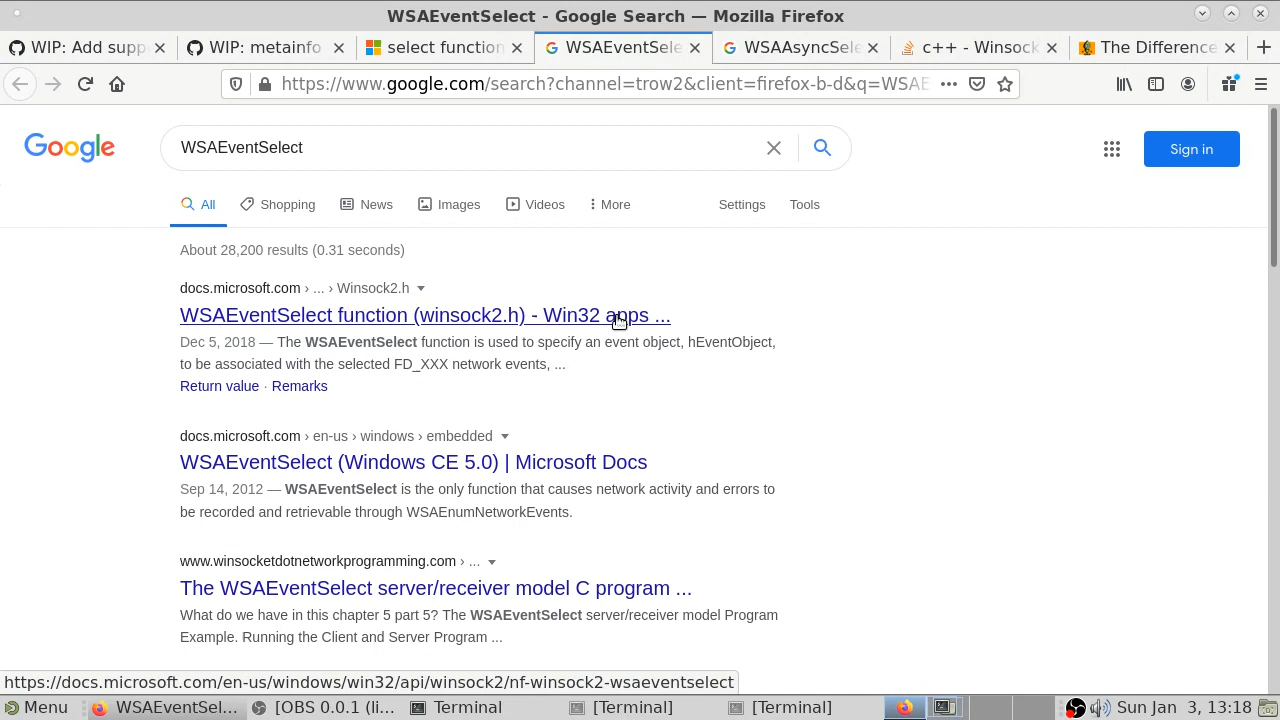 WSAEventSelect - Google Search — Mozilla Firefox
WIP: Add supp
WIP: metainfo
select function
WSAEventSele
WSAAsyncSele
c++ - Winsock
The Difference
https://www.google.com/search?channel=trow2&client=firefox-b-d&q=WSAE
Google
WSAEventSelect
Sign in
All
Shopping
News
Images
Videos
More
Settings
Tools
About 28,200 results (0.31 seconds)
docs.microsoft.com › ... › Winsock2.h
WSAEventSelect function (winsock2.h) - Win32 apps ...
Dec 5, 2018 — The WSAEventSelect function is used to specify an event object, hEventObject,
to be associated with the selected FD_XXX network events, ...
Return value · Remarks
docs.microsoft.com › en-us › windows › embedded
WSAEventSelect (Windows CE 5.0) | Microsoft Docs
Sep 14, 2012 — WSAEventSelect is the only function that causes network activity and errors to
be recorded and retrievable through WSAEnumNetworkEvents.
www.winsocketdotnetworkprogramming.com › ...
The WSAEventSelect server/receiver model C program ...
What do we have in this chapter 5 part 5? The WSAEventSelect server/receiver model Program
Example. Running the Client and Server Program ...
https://docs.microsoft.com/en-us/windows/win32/api/winsock2/nf-winsock2-wsaeventselect
Menu
WSAEventSel...
[OBS 0.0.1 (li...
Terminal
[Terminal]
[Terminal]
Sun Jan 3, 13:18